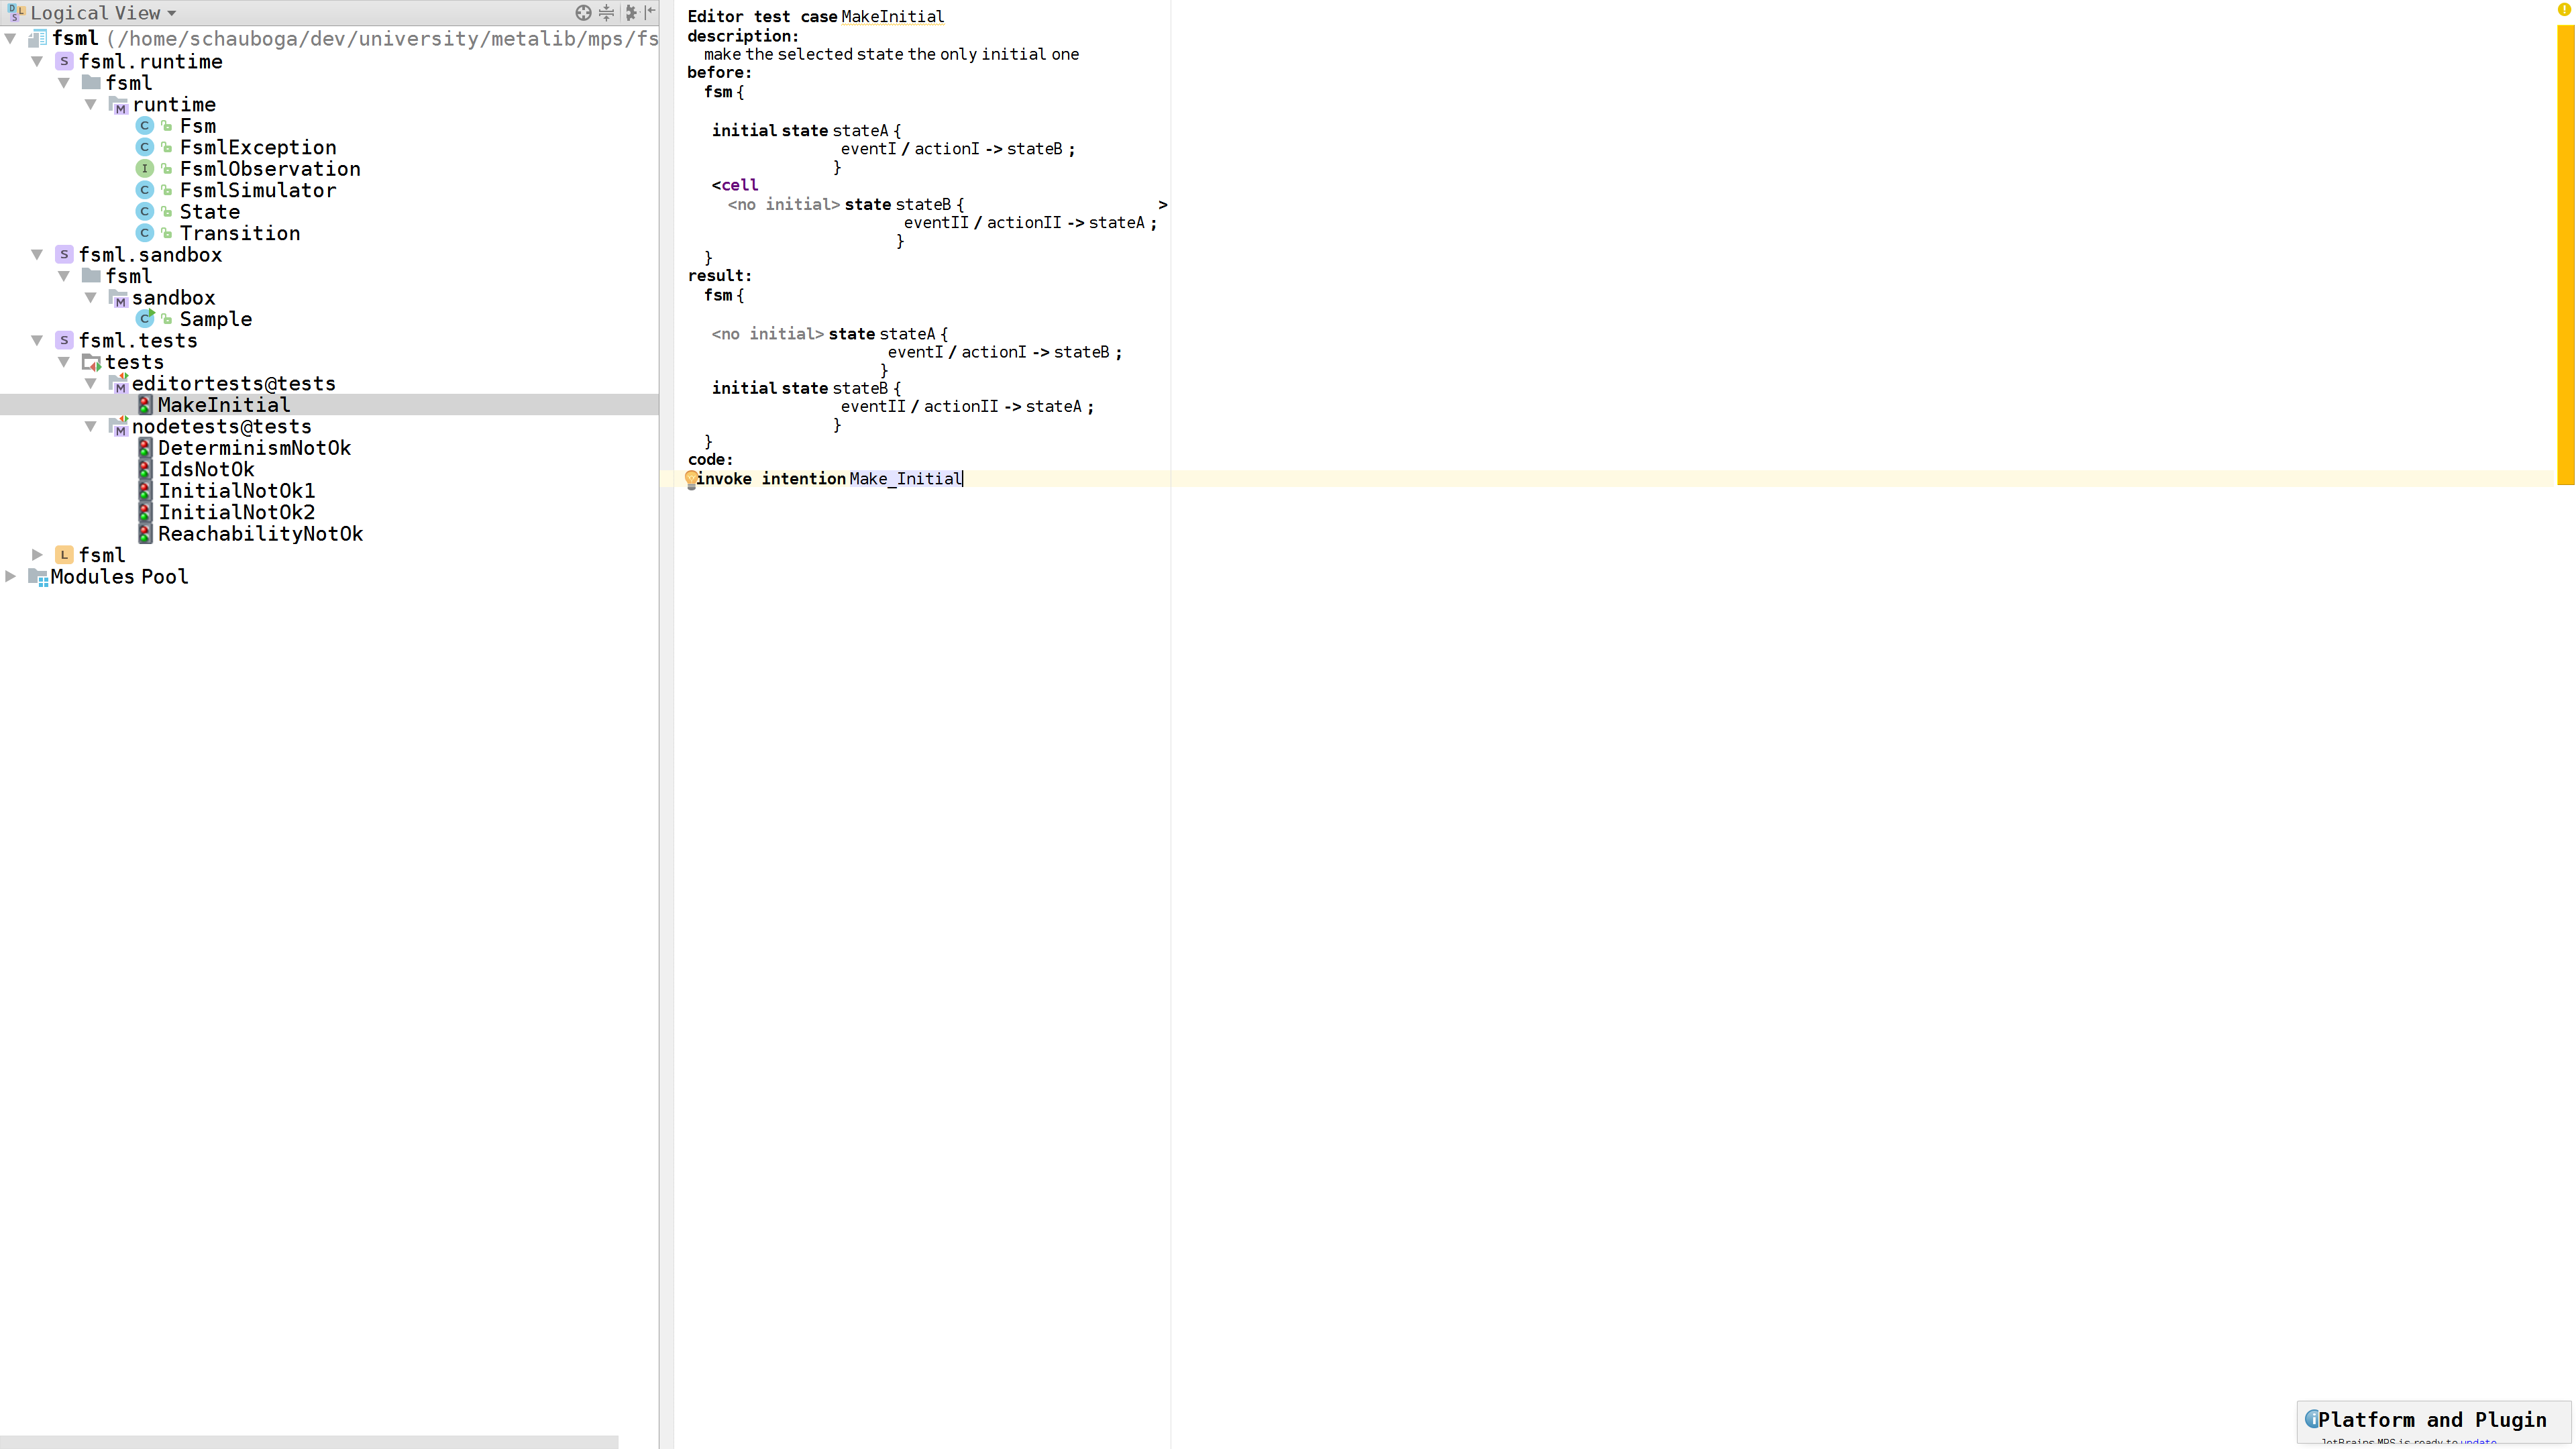 Logical View
fsml (/home/schauboga/dev/university/metalib/mps/fs
fsml.runtime
fsml
runtime
Fsm
FsmlException
FsmlObservation
FsmlSimulator
State
Transition
fsml.sandbox
fsml
sandbox
Sample
fsml.tests
tests
editortests@tests
MakeInitial
nodetests@tests
DeterminismNotOk
IdsNotOk
InitialNotOk1
InitialNotOk2
ReachabilityNotOk
fsml
Modules Pool
Editor test case MakeInitial
description:
make the selected state the only initial one
before:
fsm {
initial state stateA {
eventI / actionI -> stateB ;
}
<cell
<no initial> state stateB { >
eventII / actionII -> stateA ;
}
}
result:
fsm {
<no initial> state stateA {
eventI / actionI -> stateB ;
}
initial state stateB {
eventII / actionII -> stateA ;
}
}
code:
invoke intention Make_Initial
Platform and Plugin
JetBrains MPS is ready to update